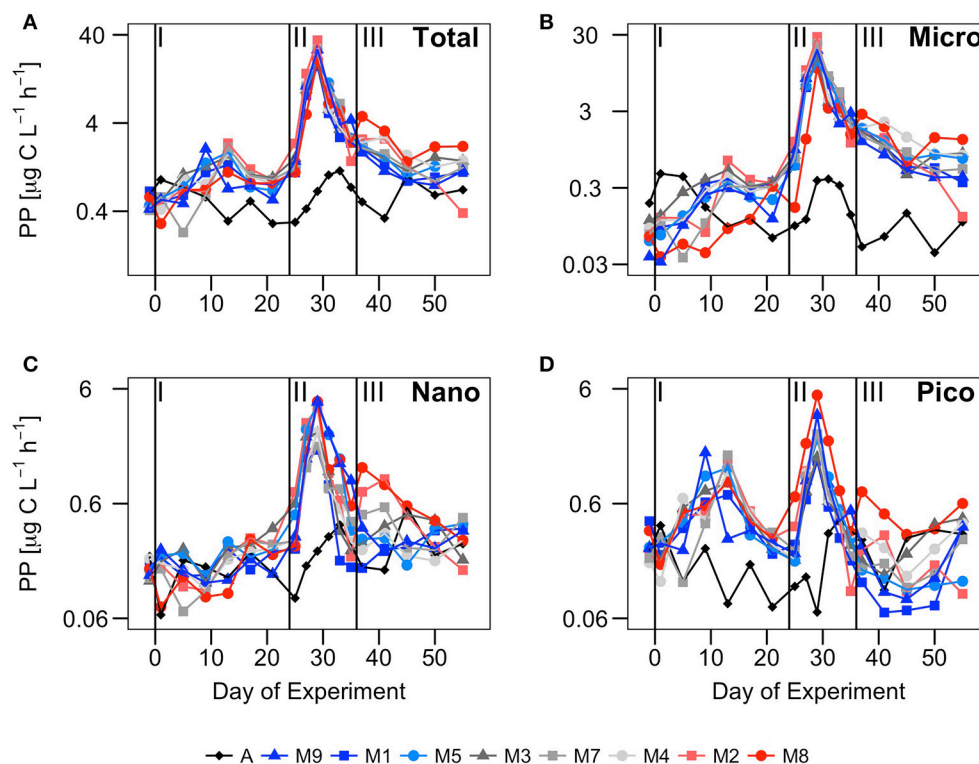 A
B
I II III Total
I II III Micro
40
4
0.4
30
3
0.3
0.03
PP [µg C L⁻¹ h⁻¹]
0 10 20 30 40 50
0 10 20 30 40 50
C
D
I II III Nano
I II III Pico
6
0.6
0.06
6
0.6
0.06
PP [µg C L⁻¹ h⁻¹]
0 10 20 30 40 50
0 10 20 30 40 50
Day of Experiment
Day of Experiment
A M9 M1 M5 M3 M7 M4 M2 M8